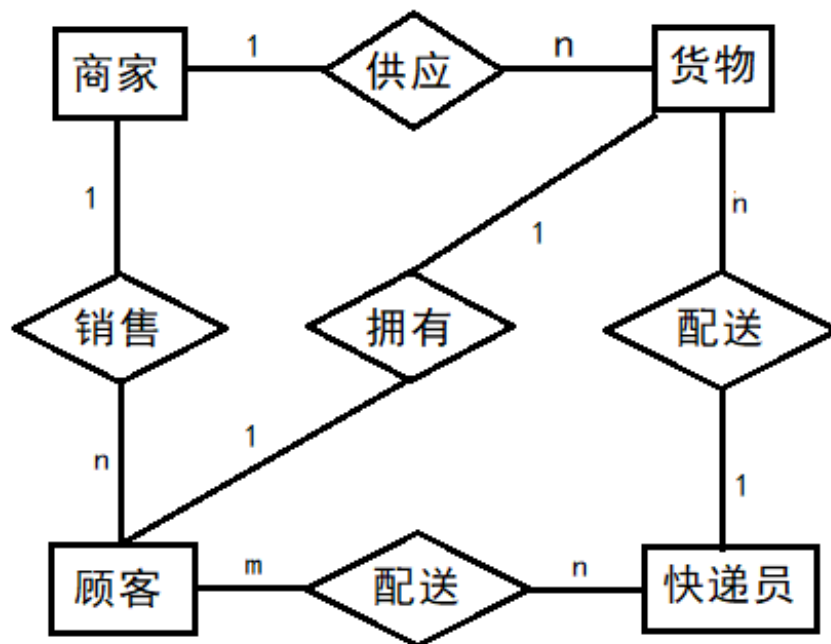 商家 1 供应 n 货物
1 1 n
销售 拥有 配送
n 1 1
顾客 m 配送 n 快递员